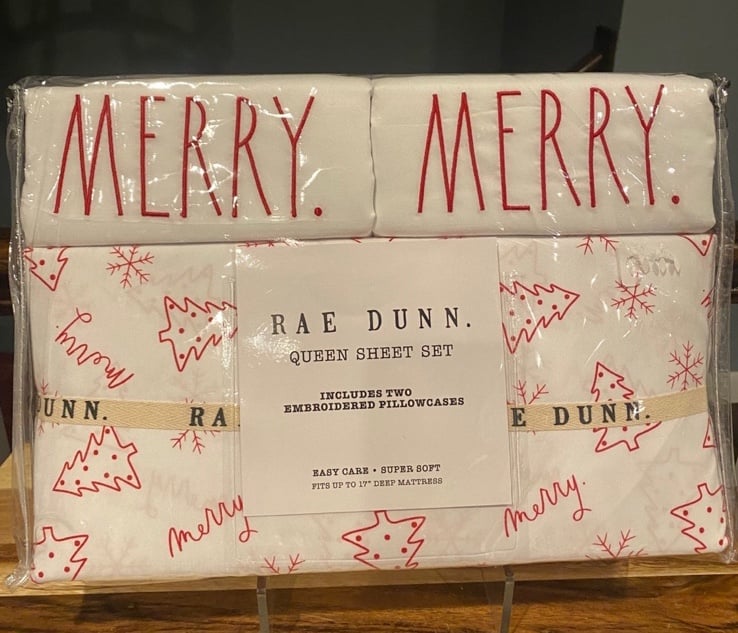 MERRY. MERRY.
RAE DUNN.
QUEEN SHEET SET
INCLUDES TWO
EMBROIDERED PILLOWCASES
EASY CARE • SUPER SOFT
FITS UP TO 17" DEEP MATTRESS
merry.
DUNN. RA E DUNN.
merry.
merry.